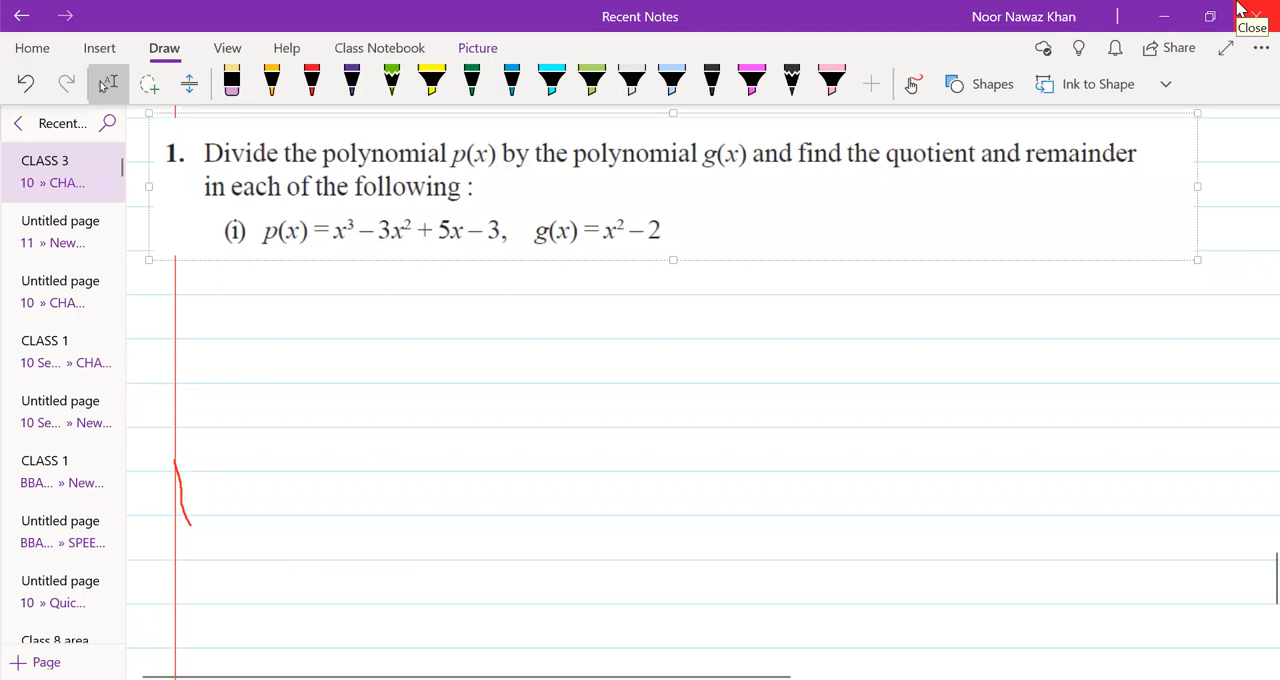 Recent Notes
Noor Nawaz Khan
Close
Home Insert Draw View Help Class Notebook Picture
Share
Shapes
Ink to Shape
Recent...
CLASS 3
10 » CHA...
Untitled page
11 » New...
Untitled page
10 » CHA...
CLASS 1
10 Se... » CHA...
Untitled page
10 Se... » New...
CLASS 1
BBA... » New...
Untitled page
BBA... » SPEE...
Untitled page
10 » Quic...
Class 8 area
+ Page
1. Divide the polynomial p(x) by the polynomial g(x) and find the quotient and remainder
in each of the following :
(i) p(x) = x³ – 3x² + 5x – 3, g(x) = x² – 2